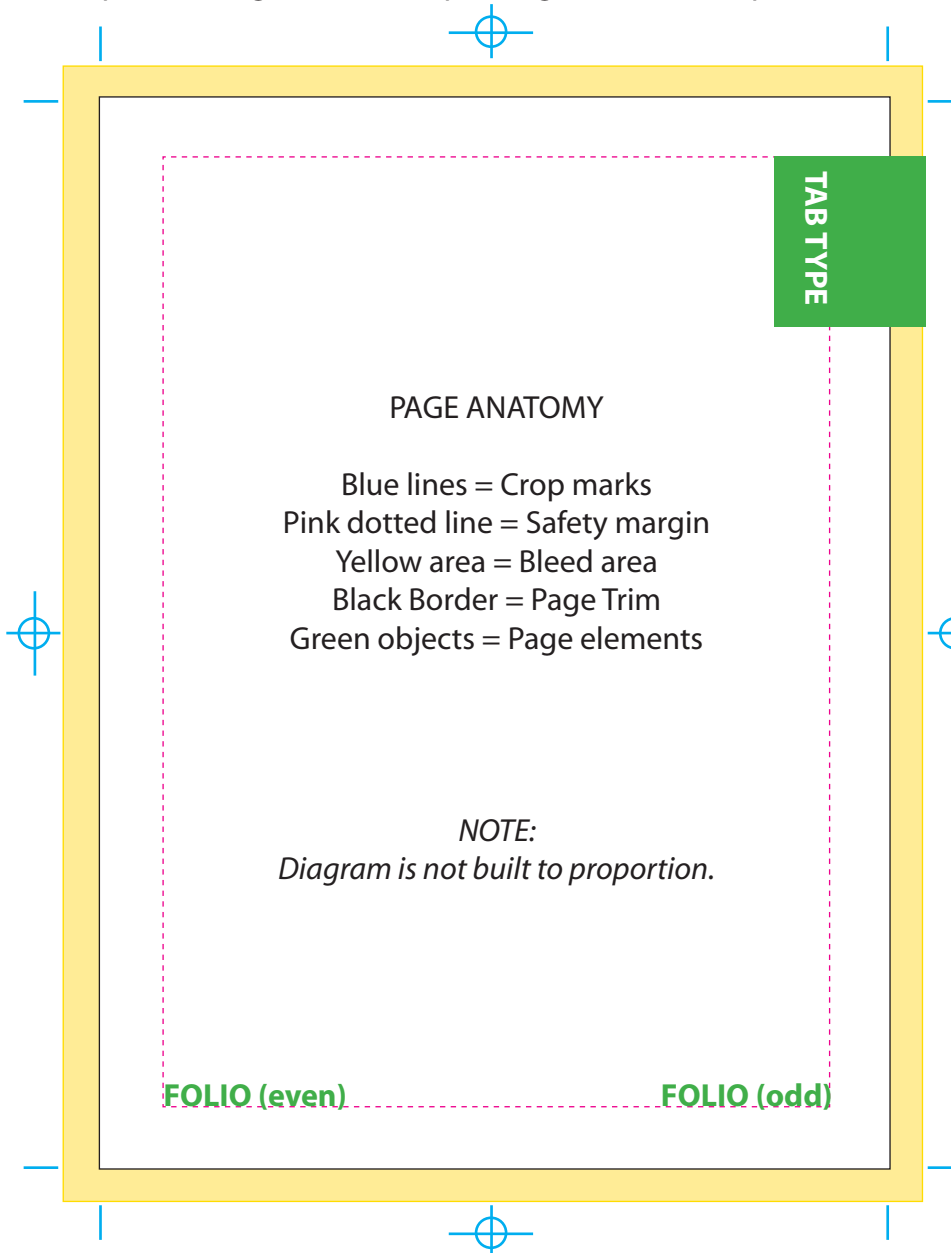 TAB TYPE
PAGE ANATOMY
Blue lines = Crop marks
Pink dotted line = Safety margin
Yellow area = Bleed area
Black Border = Page Trim
Green objects = Page elements
NOTE:
Diagram is not built to proportion.
FOLIO (even) FOLIO (odd)